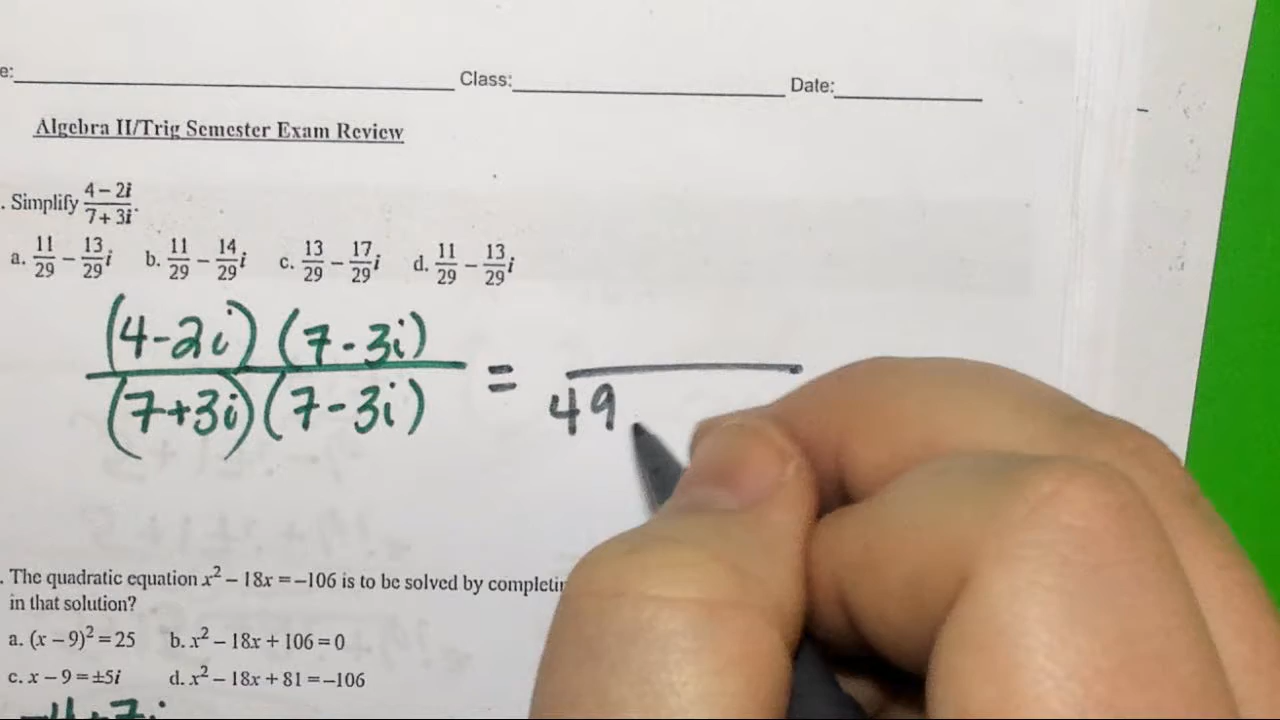 e: Class: Date:
Algebra II/Trig Semester Exam Review
. Simplify (4 – 2i)/(7 + 3i).
a. 11/29 – 13/29 i b. 11/29 – 14/29 i c. 13/29 – 17/29 i d. 11/29 – 13/29 i
(4-2i) (7-3i)
(7+3i)(7-3i) = 49
. The quadratic equation x² – 18x = –106 is to be solved by
in that solution?
a. (x – 9)² = 25 b. x² – 18x + 106 = 0
c. x – 9 = ±5i d. x² – 18x + 81 = –106